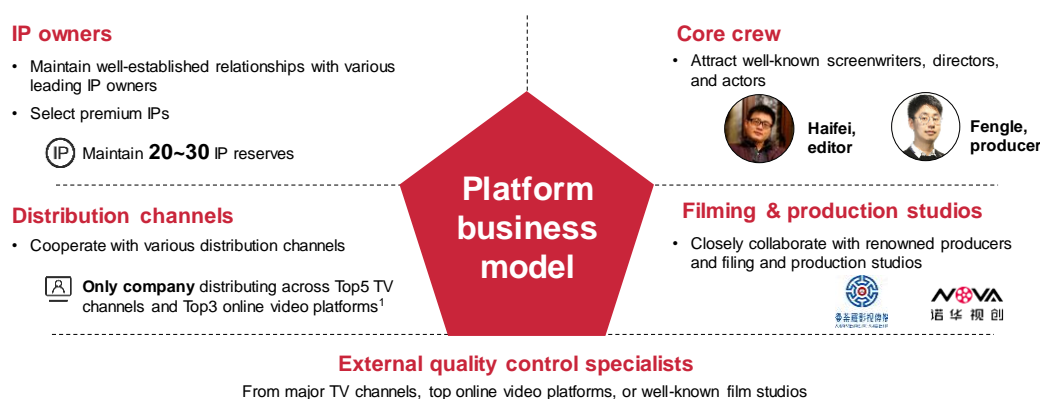 IP owners
• Maintain well-established relationships with various
leading IP owners
• Select premium IPs
IP Maintain 20~30 IP reserves
Distribution channels
• Cooperate with various distribution channels
Only company distributing across Top5 TV
channels and Top3 online video platforms1
Platform
business
model
Core crew
• Attract well-known screenwriters, directors,
and actors
Haifei,
editor
Fengle,
producer
Filming & production studios
• Closely collaborate with renowned producers
and filing and production studios
NOVA
诺华视创
External quality control specialists
From major TV channels, top online video platforms, or well-known film studios